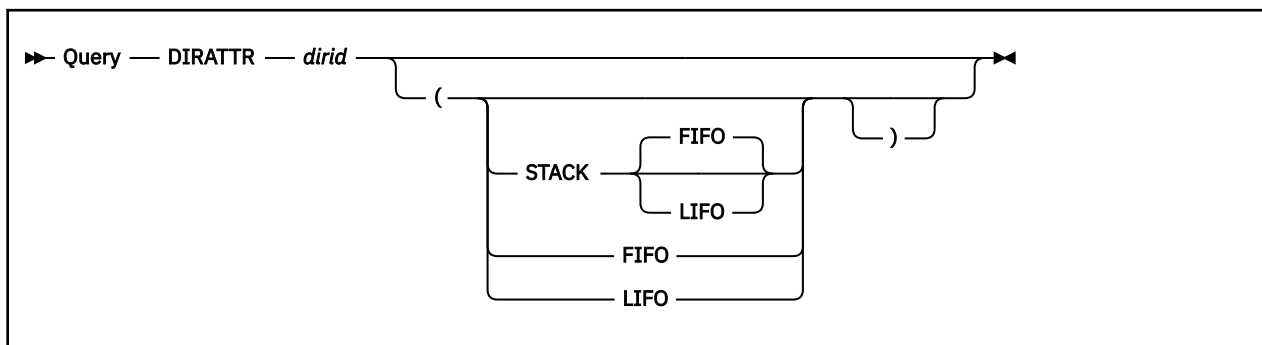 Query DIRATTR dirid
( )
FIFO
STACK
LIFO
FIFO
LIFO